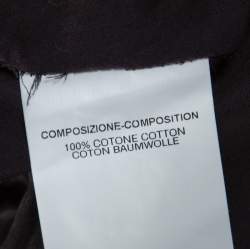 COMPOSIZIONE-COMPOSITION
100% COTONE COTTON
COTON BAUMWOLLE